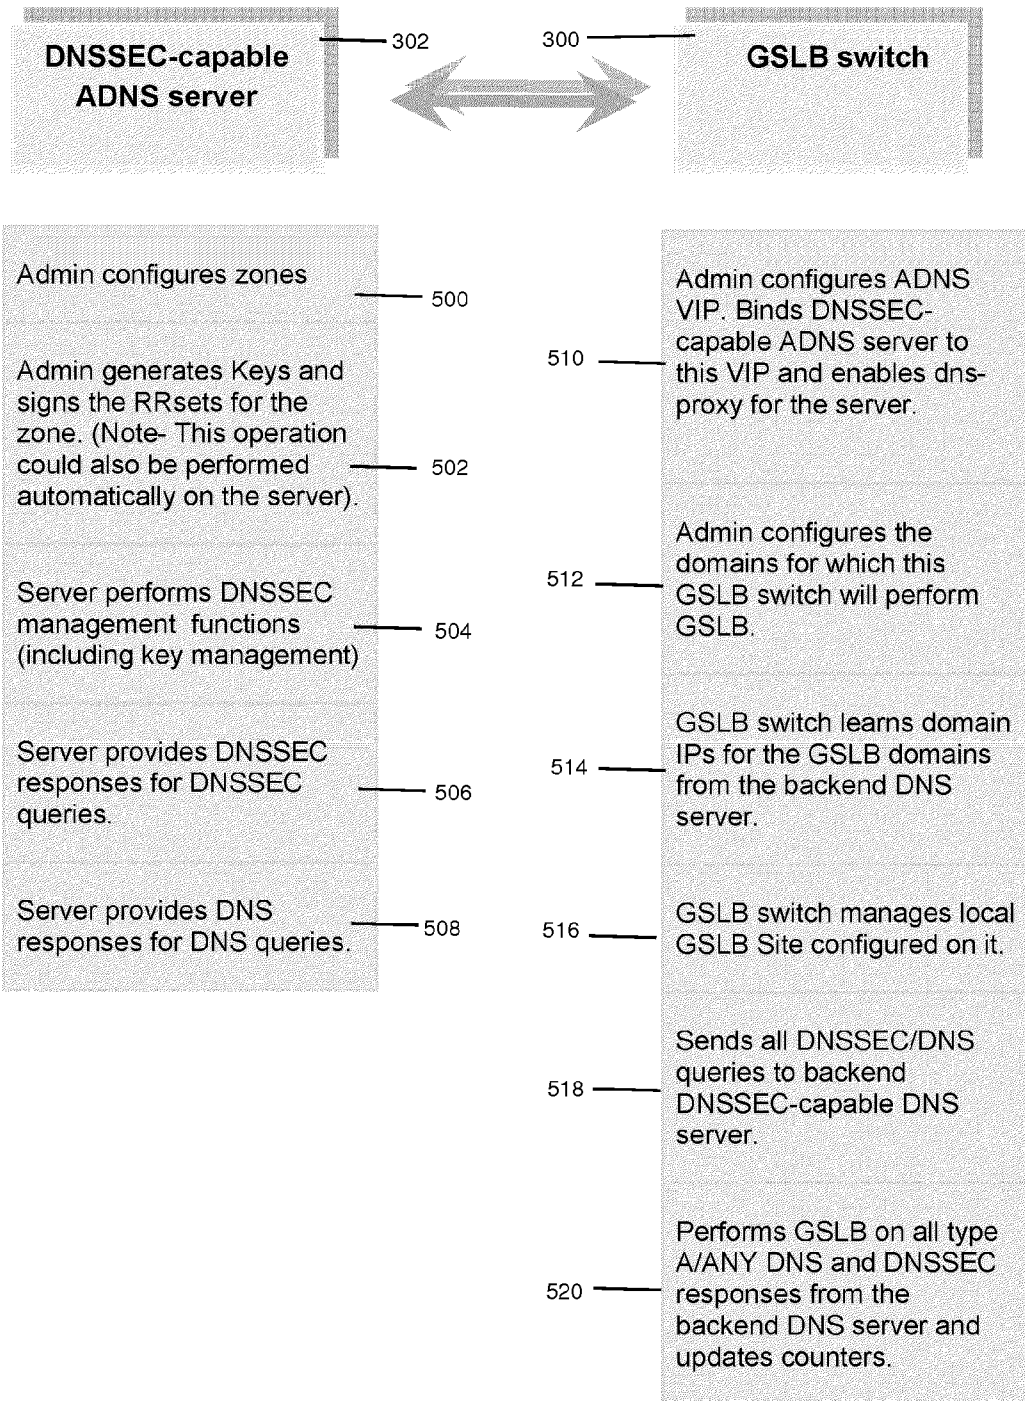 DNSSEC-capable
ADNS server
302
300
GSLB switch
Admin configures zones
500
Admin generates Keys and
signs the RRsets for the
zone. (Note- This operation
could also be performed
automatically on the server).
502
Server performs DNSSEC
management functions
(including key management)
504
Server provides DNSSEC
responses for DNSSEC
queries.
506
Server provides DNS
responses for DNS queries.
508
Admin configures ADNS
VIP. Binds DNSSEC-
capable ADNS server to
this VIP and enables dns-
proxy for the server.
510
Admin configures the
domains for which this
GSLB switch will perform
GSLB.
512
GSLB switch learns domain
IPs for the GSLB domains
from the backend DNS
server.
514
GSLB switch manages local
GSLB Site configured on it.
516
Sends all DNSSEC/DNS
queries to backend
DNSSEC-capable DNS
server.
518
Performs GSLB on all type
A/ANY DNS and DNSSEC
responses from the
backend DNS server and
updates counters.
520